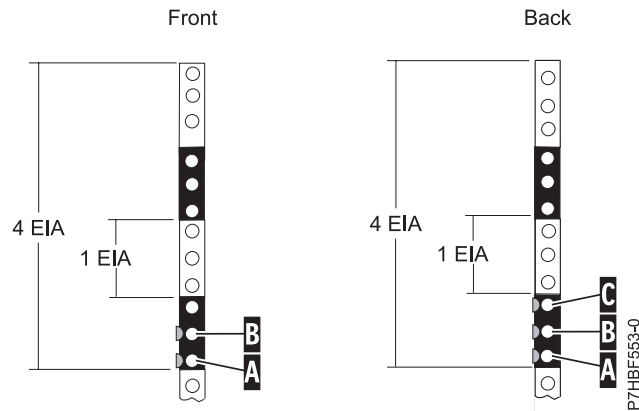 Front
Back
4 EIA
1 EIA
B
A
4 EIA
1 EIA
C
B
A
P7HBF553-0